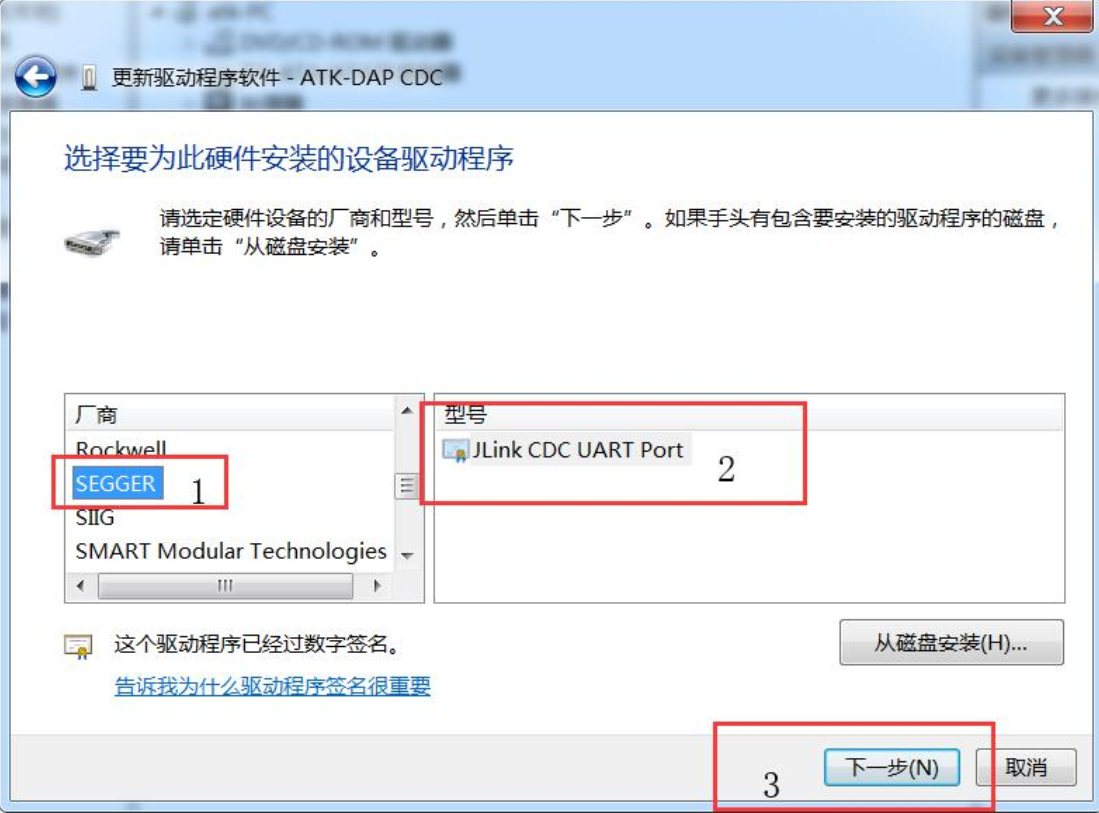 更新驱动程序软件 - ATK-DAP CDC
选择要为此硬件安装的设备驱动程序
请选定硬件设备的厂商和型号，然后单击“下一步”。如果手头有包含要安装的驱动程序的磁盘，
请单击“从磁盘安装”。
厂商
Rockwell
SEGGER
1
SIIG
SMART Modular Technologies
型号
JLink CDC UART Port
2
这个驱动程序已经过数字签名。
告诉我为什么驱动程序签名很重要
从磁盘安装(H)...
3
下一步(N)
取消